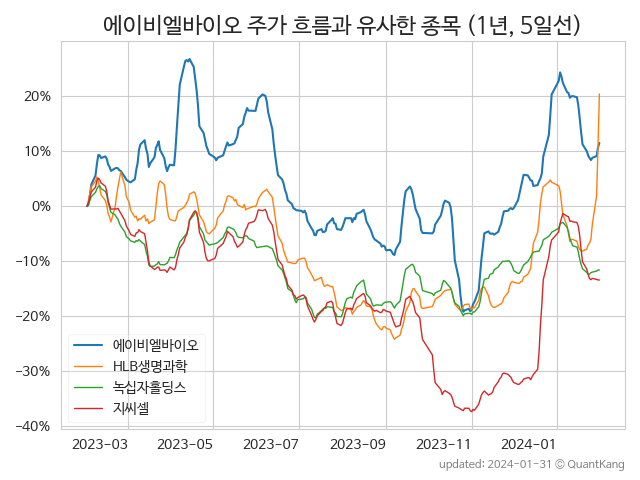 에이비엘바이오 주가 흐름과 유사한 종목 (1년, 5일선)
20%
10%
0%
−10%
−20%
−30%
−40%
에이비엘바이오
HLB생명과학
녹십자홀딩스
지씨셀
2023-03 2023-05 2023-07 2023-09 2023-11 2024-01
updated: 2024-01-31 © QuantKang